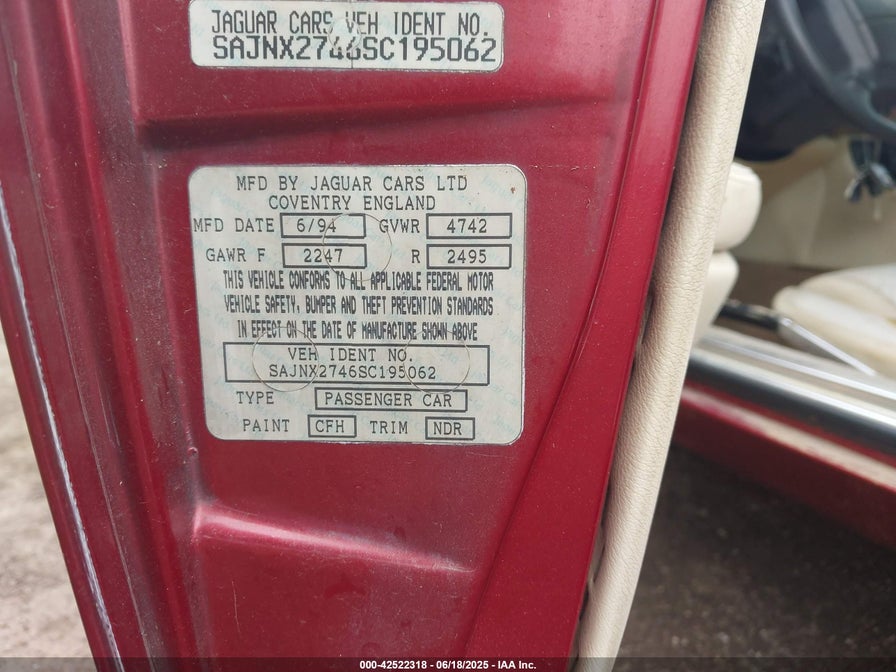 JAGUAR CARS VEH IDENT NO.
SAJNX2746SC195062
MFD BY JAGUAR CARS LTD
COVENTRY ENGLAND
MFD DATE 6/94 GVWR 4742
GAWR F 2247 R 2495
THIS VEHICLE CONFORMS TO ALL APPLICABLE FEDERAL MOTOR
VEHICLE SAFETY, BUMPER AND THEFT PREVENTION STANDARDS
IN EFFECT ON THE DATE OF MANUFACTURE SHOWN ABOVE
VEH IDENT NO.
SAJNX2746SC195062
TYPE PASSENGER CAR
PAINT CFH TRIM NDR
000-42522318 - 06/18/2025 - IAA Inc.